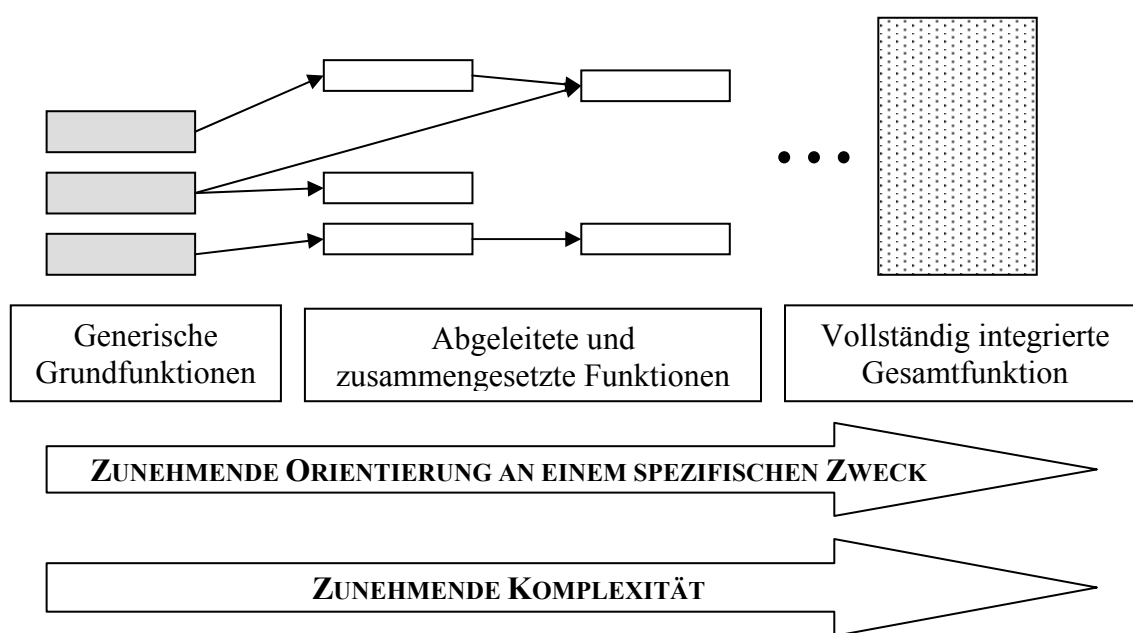 Generische
Grundfunktionen
Abgeleitete und
zusammengesetzte Funktionen
Vollständig integrierte
Gesamtfunktion
ZUNEHMENDE ORIENTIERUNG AN EINEM SPEZIFISCHEN ZWECK
ZUNEHMENDE KOMPLEXITÄT